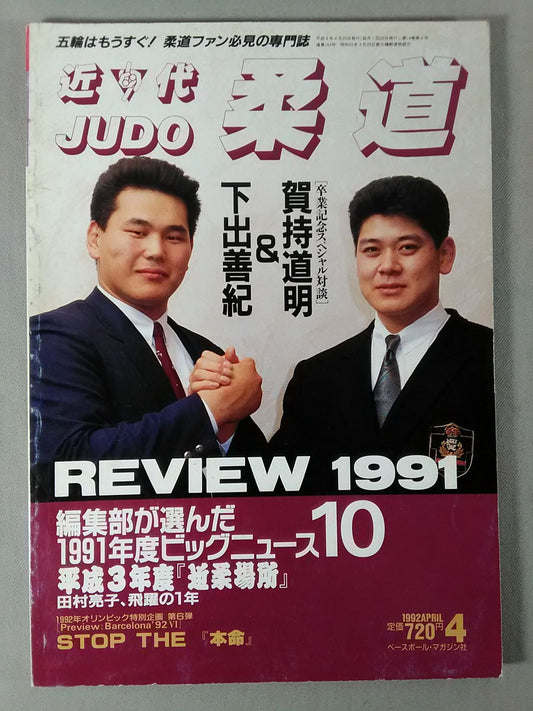 五輪はもうすぐ! 柔道ファン必見の専門誌
近代
柔道
JUDO
[卒業記念スペシャル対談]
賀持道明
&
下出善紀
REVIEW 1991
編集部が選んだ
1991年度ビッグニュース10
平成3年度『近柔場所』
田村亮子、飛躍の1年
1992年オリンピック特別企画 第6弾
「Preview:Barcelona'92 VI」
STOP THE 『本命』
1992APRIL
定価720円 4
ベースボール・マガジン社